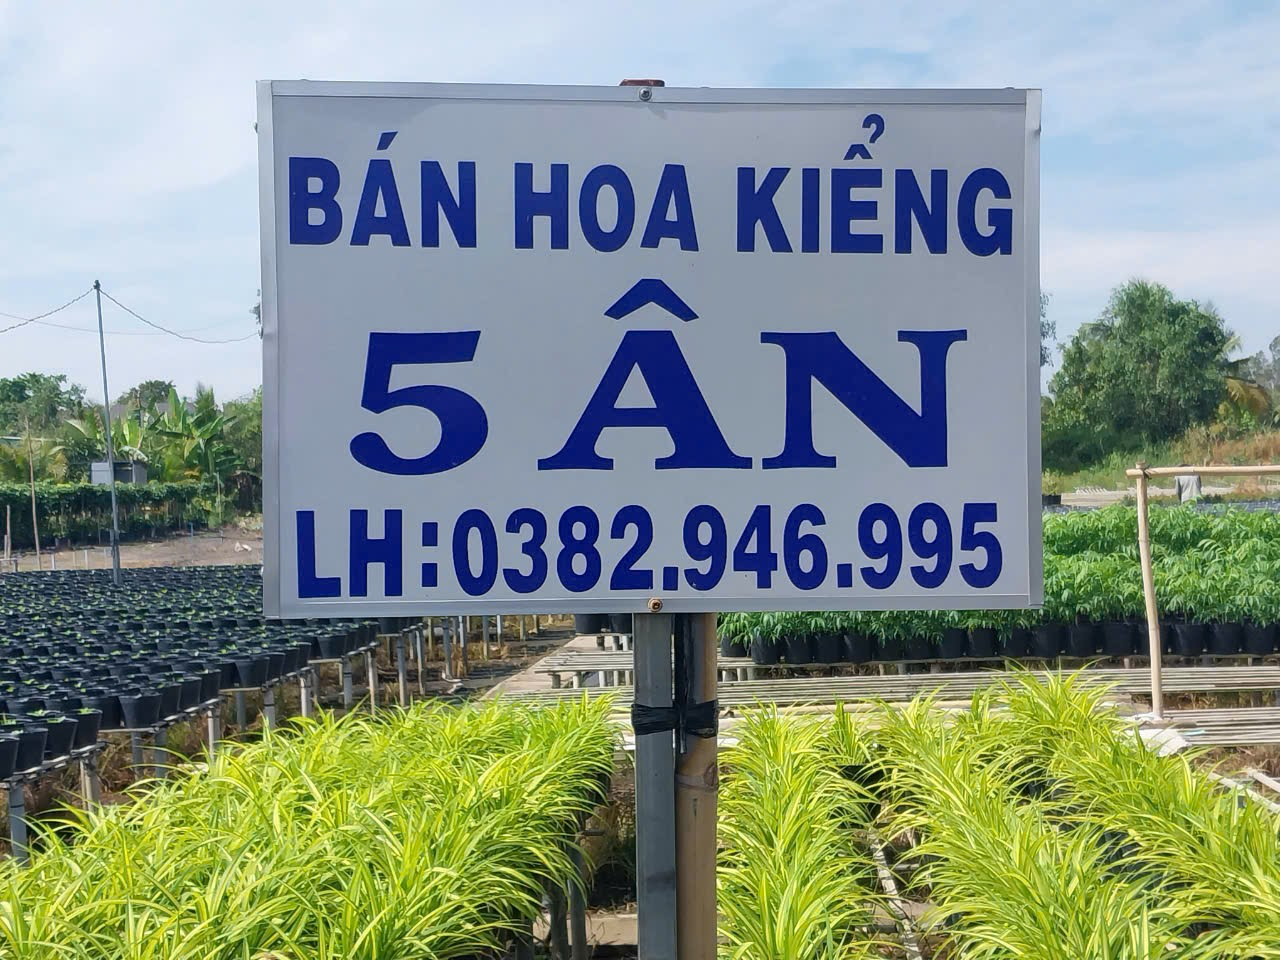 BÁN HOA KIỂNG
5 ÂN
LH:0382.946.995